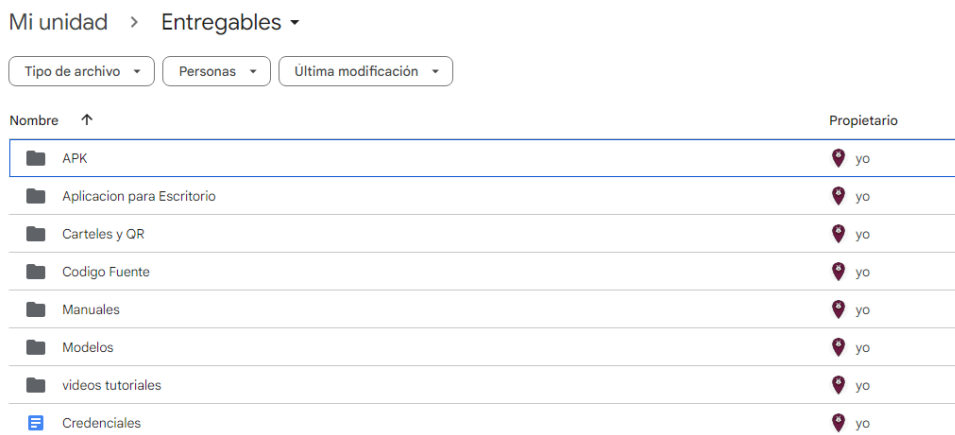 Mi unidad > Entregables
Tipo de archivo Personas Última modificación
Nombre Propietario
APK yo
Aplicacion para Escritorio yo
Carteles y QR yo
Codigo Fuente yo
Manuales yo
Modelos yo
videos tutoriales yo
Credenciales yo